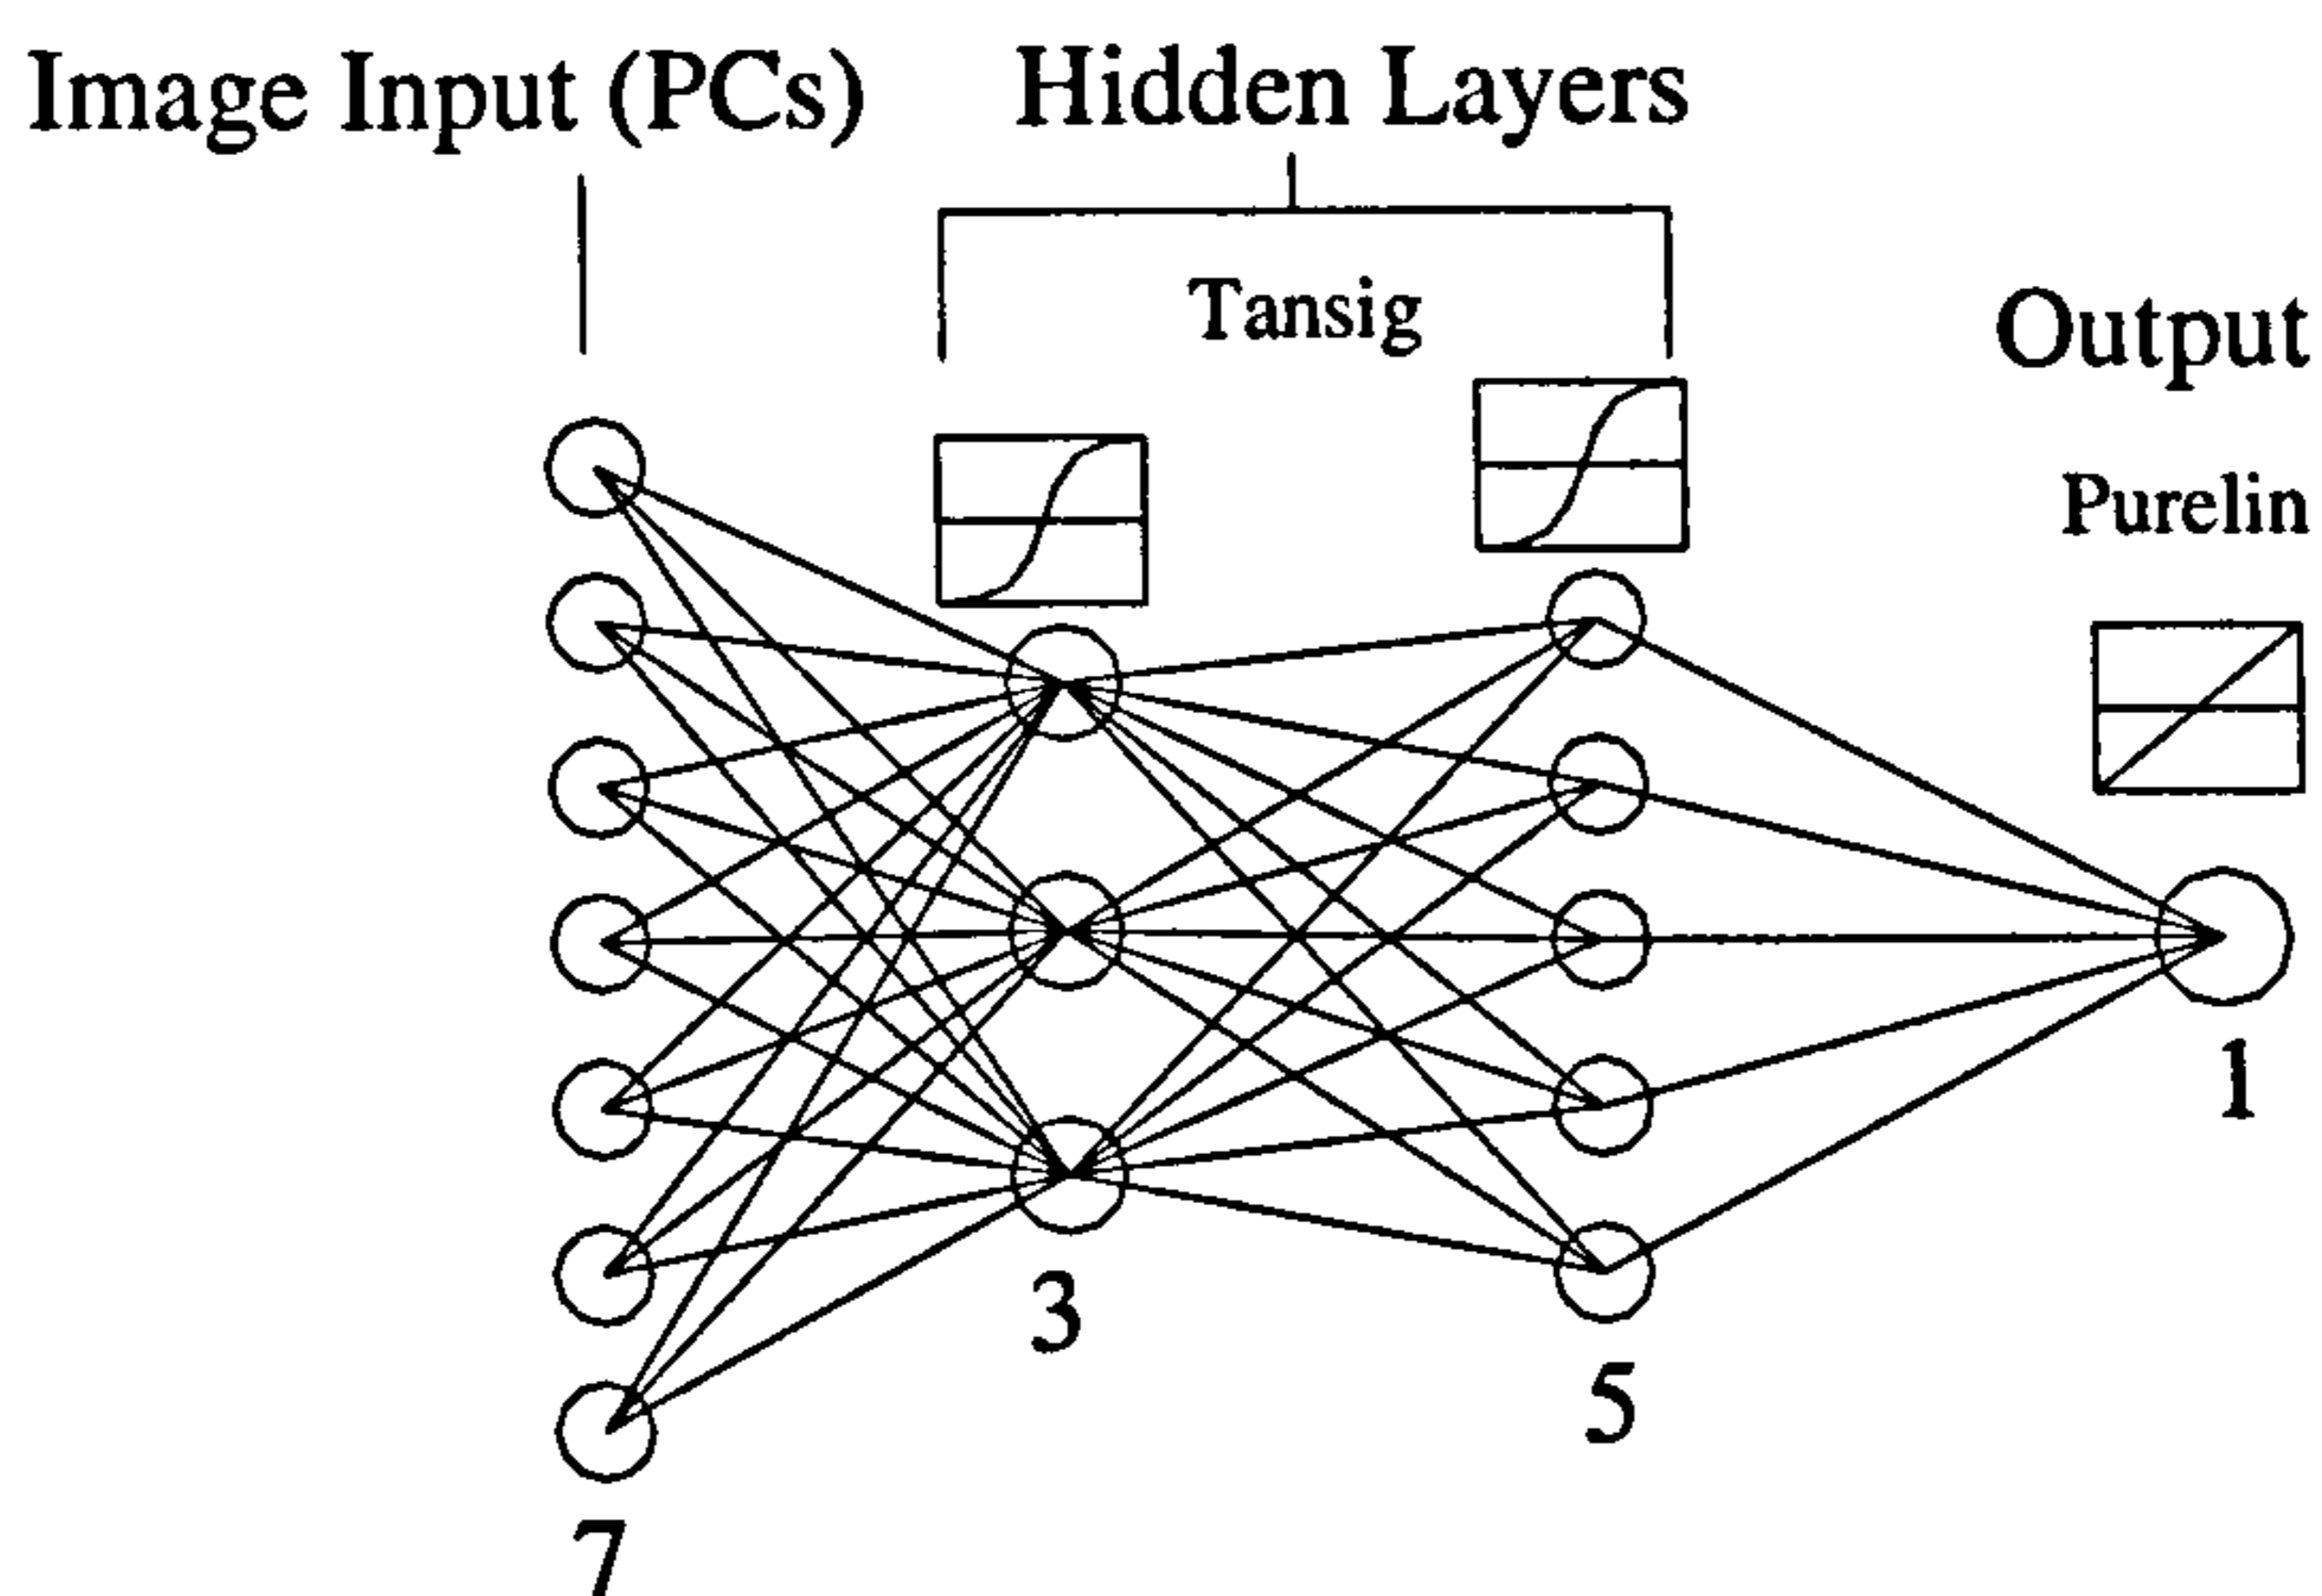 Image Input (PCs)
Hidden Layers
Tansig
Output
Purelin
1
3
5
7